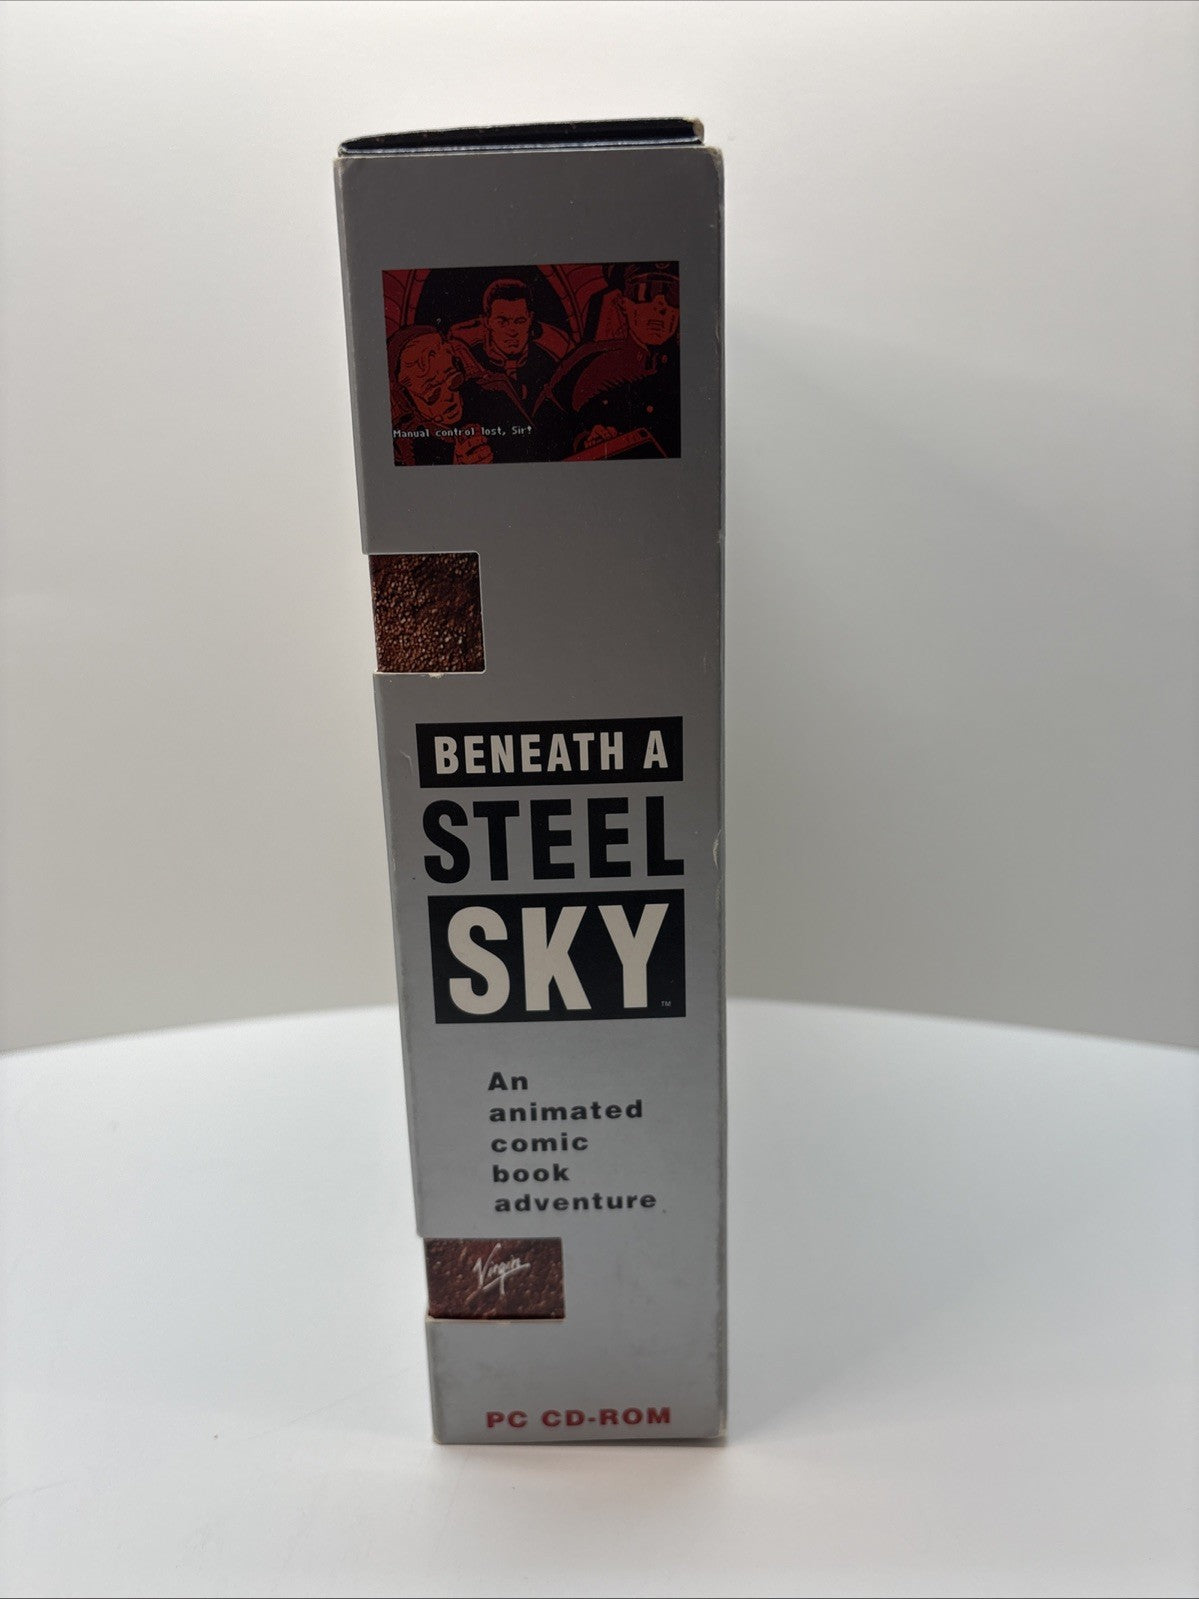 Manual control lost, Sir!
BENEATH A
STEEL
SKY
TM
An
animated
comic
book
adventure
Virgin
PC CD-ROM